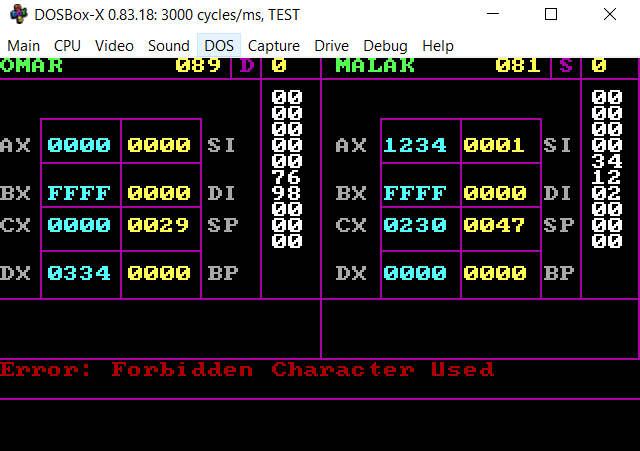 DOSBox-X 0.83.18: 3000 cycles/ms, TEST
Main CPU Video Sound DOS Capture Drive Debug Help
OMAR 089 D 0 MALAK 081 S 0
00 00
00 00
00 00
AX 0000 0000 SI 00 AX 1234 0001 SI 00
00 34
76 12
BX FFFF 0000 DI 98 BX FFFF 0000 DI 02
00 00
CX 0000 0029 SP 00 CX 0230 0047 SP 00
00 00
DX 0334 0000 BP DX 0000 0000 BP
Error: Forbidden Character Used